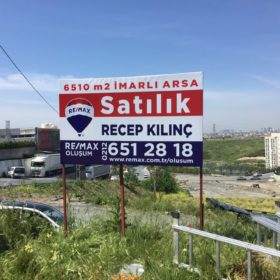 6510 m2 İMARLI ARSA
Satılık
RE/MAX
RECEP KILINÇ
RE/MAX
OLUŞUM
0212
651 28 18
www.remax.com.tr/olusum